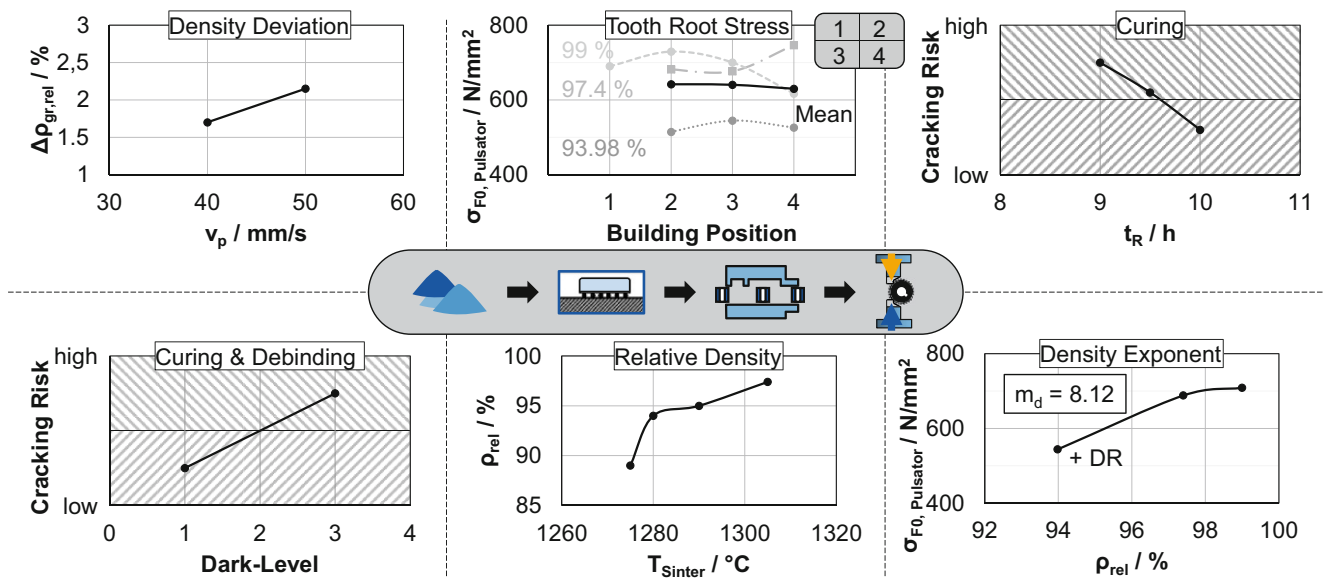 Density Deviation
Δρgr,rel / %
3
2,5
2
1.5
1
30
40
50
60
vp / mm/s
Tooth Root Stress
σF0, Pulsator / N/mm²
800
600
400
99 %
97.4 %
93.98 %
Mean
1
2
3
4
Building Position
1 2
3 4
Curing
Cracking Risk
high
low
8
9
10
11
tR / h
Curing & Debinding
Cracking Risk
high
low
0
1
2
3
4
Dark-Level
Relative Density
ρrel / %
100
95
90
85
1260
1280
1300
1320
TSinter / °C
Density Exponent
σF0, Pulsator / N/mm²
800
600
400
md = 8.12
+ DR
92
94
96
98
100
ρrel / %